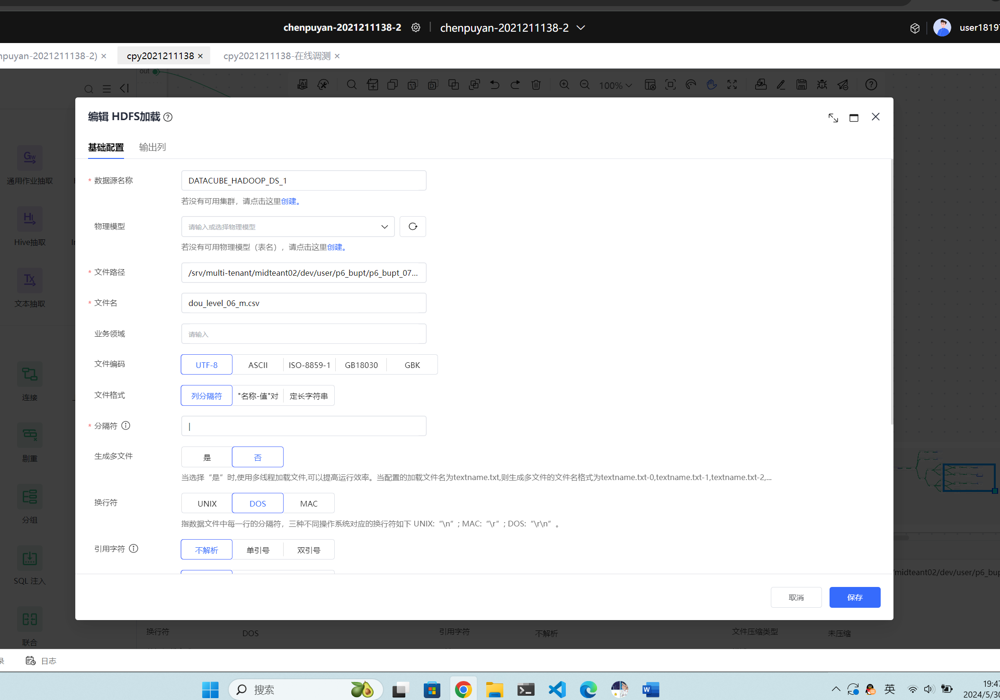 chenpuyan-2021211138-2 chenpuyan-2021211138-2
puyan-2021211138-2) × cpy2021211138 × cpy2021211138-在线调测 ×
out
100%
编辑 HDFS加载
基础配置 输出列
* 数据源名称 DATACUBE_HADOOP_DS_1
若没有可用集群，请点击这里创建。
物理模型 请输入或选择物理模型
若没有可用物理模型（表名），请点击这里创建。
* 文件路径 /srv/multi-tenant/midteant02/dev/user/p6_bupt/p6_bupt_07...
* 文件名 dou_level_06_m.csv
业务领域 请输入
文件编码 UTF-8 ASCII ISO-8859-1 GB18030 GBK
文件格式 列分隔符 "名称-值"对 定长字符串
* 分隔符 |
生成多文件 是 否
当选择“是”时,使用多线程加载文件,可以提高运行效率。当配置的加载文件名为textname.txt,则生成多文件的文件名格式为textname.txt-0,textname.txt-1,textname.txt-2,...
换行符 UNIX DOS MAC
指数据文件中每一行的分隔符，三种不同操作系统对应的换行符如下 UNIX:“\n”; MAC:“\r”; DOS:“\r\n”。
引用字符 不解析 单引号 双引号
取消 保存
通用作业抽取
Hive抽取
文本抽取
连接
剔重
分组
SQL 注入
联合
/midteant02/dev/user/p6_bup
换行符 DOS 引用字符 不解析 文件压缩类型 未压缩
日志
搜索
英
19:47